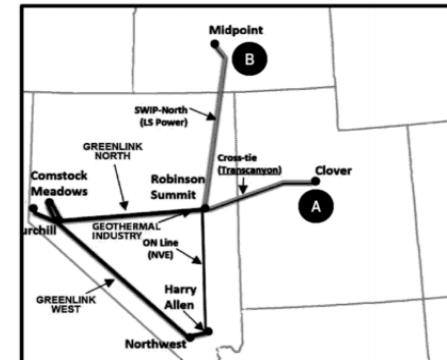 Midpoint
B
SWIP-North
(LS Power)
GREENLINK
NORTH
Cross-tie
(Transcanyon)
Comstock
Meadows
Robinson
Summit
Clover
A
urchill
GEOTHERMAL
INDUSTRY
ON Line
(NVE)
GREENLINK
WEST
Harry
Allen
Northwest